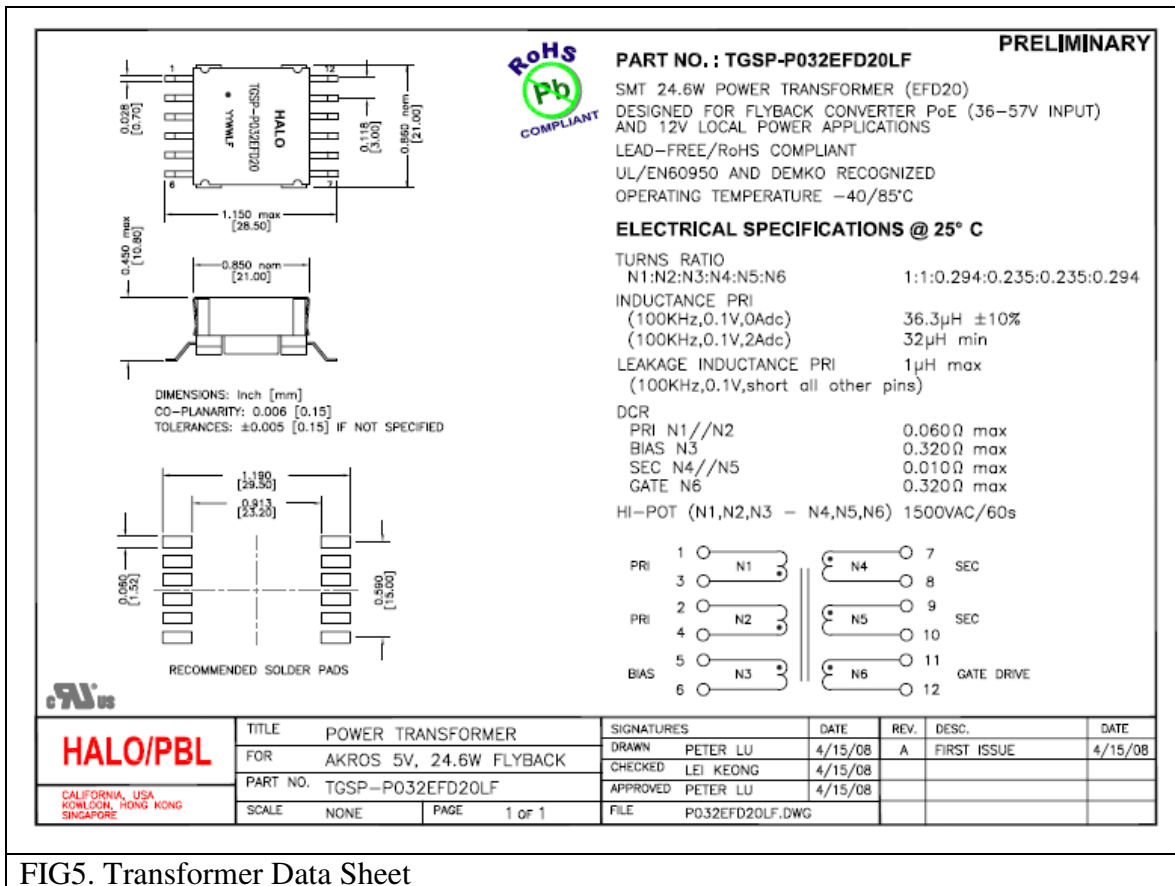 PRELIMINARY
RoHS
Pb
COMPLIANT
PART NO. : TGSP-P032EFD20LF
SMT 24.6W POWER TRANSFORMER (EFD20)
DESIGNED FOR FLYBACK CONVERTER PoE (36-57V INPUT)
AND 12V LOCAL POWER APPLICATIONS
LEAD-FREE/RoHS COMPLIANT
UL/EN60950 AND DEMKO RECOGNIZED
OPERATING TEMPERATURE -40/85°C
1
12
6
7
HALO
TGSP-P032EFD20
YYWWLF
0.028
[0.70]
0.118
[3.00]
0.860 nom
[21.00]
1.150 max
[28.50]
0.450 max
[10.80]
0.850 nom
[21.00]
DIMENSIONS: Inch [mm]
CO-PLANARITY: 0.006 [0.15]
TOLERANCES: ±0.005 [0.15] IF NOT SPECIFIED
1.190
[29.50]
0.913
[23.20]
0.060
[1.52]
0.590
[15.00]
RECOMMENDED SOLDER PADS
ELECTRICAL SPECIFICATIONS @ 25° C
TURNS RATIO
N1:N2:N3:N4:N5:N6 1:1:0.294:0.235:0.235:0.294
INDUCTANCE PRI
(100KHz,0.1V,0Adc) 36.3µH ±10%
(100KHz,0.1V,2Adc) 32µH min
LEAKAGE INDUCTANCE PRI 1µH max
(100KHz,0.1V,short all other pins)
DCR
PRI N1//N2 0.060Ω max
BIAS N3 0.320Ω max
SEC N4//N5 0.010Ω max
GATE N6 0.320Ω max
HI-POT (N1,N2,N3 - N4,N5,N6) 1500VAC/60s
1 7
PRI N1 N4 SEC
3 8
2 9
PRI N2 N5 SEC
4 10
5 11
BIAS N3 N6 GATE DRIVE
6 12
c RU us
HALO/PBL
CALIFORNIA, USA
KOWLOON, HONG KONG
SINGAPORE
TITLE POWER TRANSFORMER
FOR AKROS 5V, 24.6W FLYBACK
PART NO. TGSP-P032EFD20LF
SCALE NONE PAGE 1 OF 1
SIGNATURES DATE REV. DESC. DATE
DRAWN PETER LU 4/15/08 A FIRST ISSUE 4/15/08
CHECKED LEI KEONG 4/15/08
APPROVED PETER LU 4/15/08
FILE P032EFD20LF.DWG
FIG5. Transformer Data Sheet